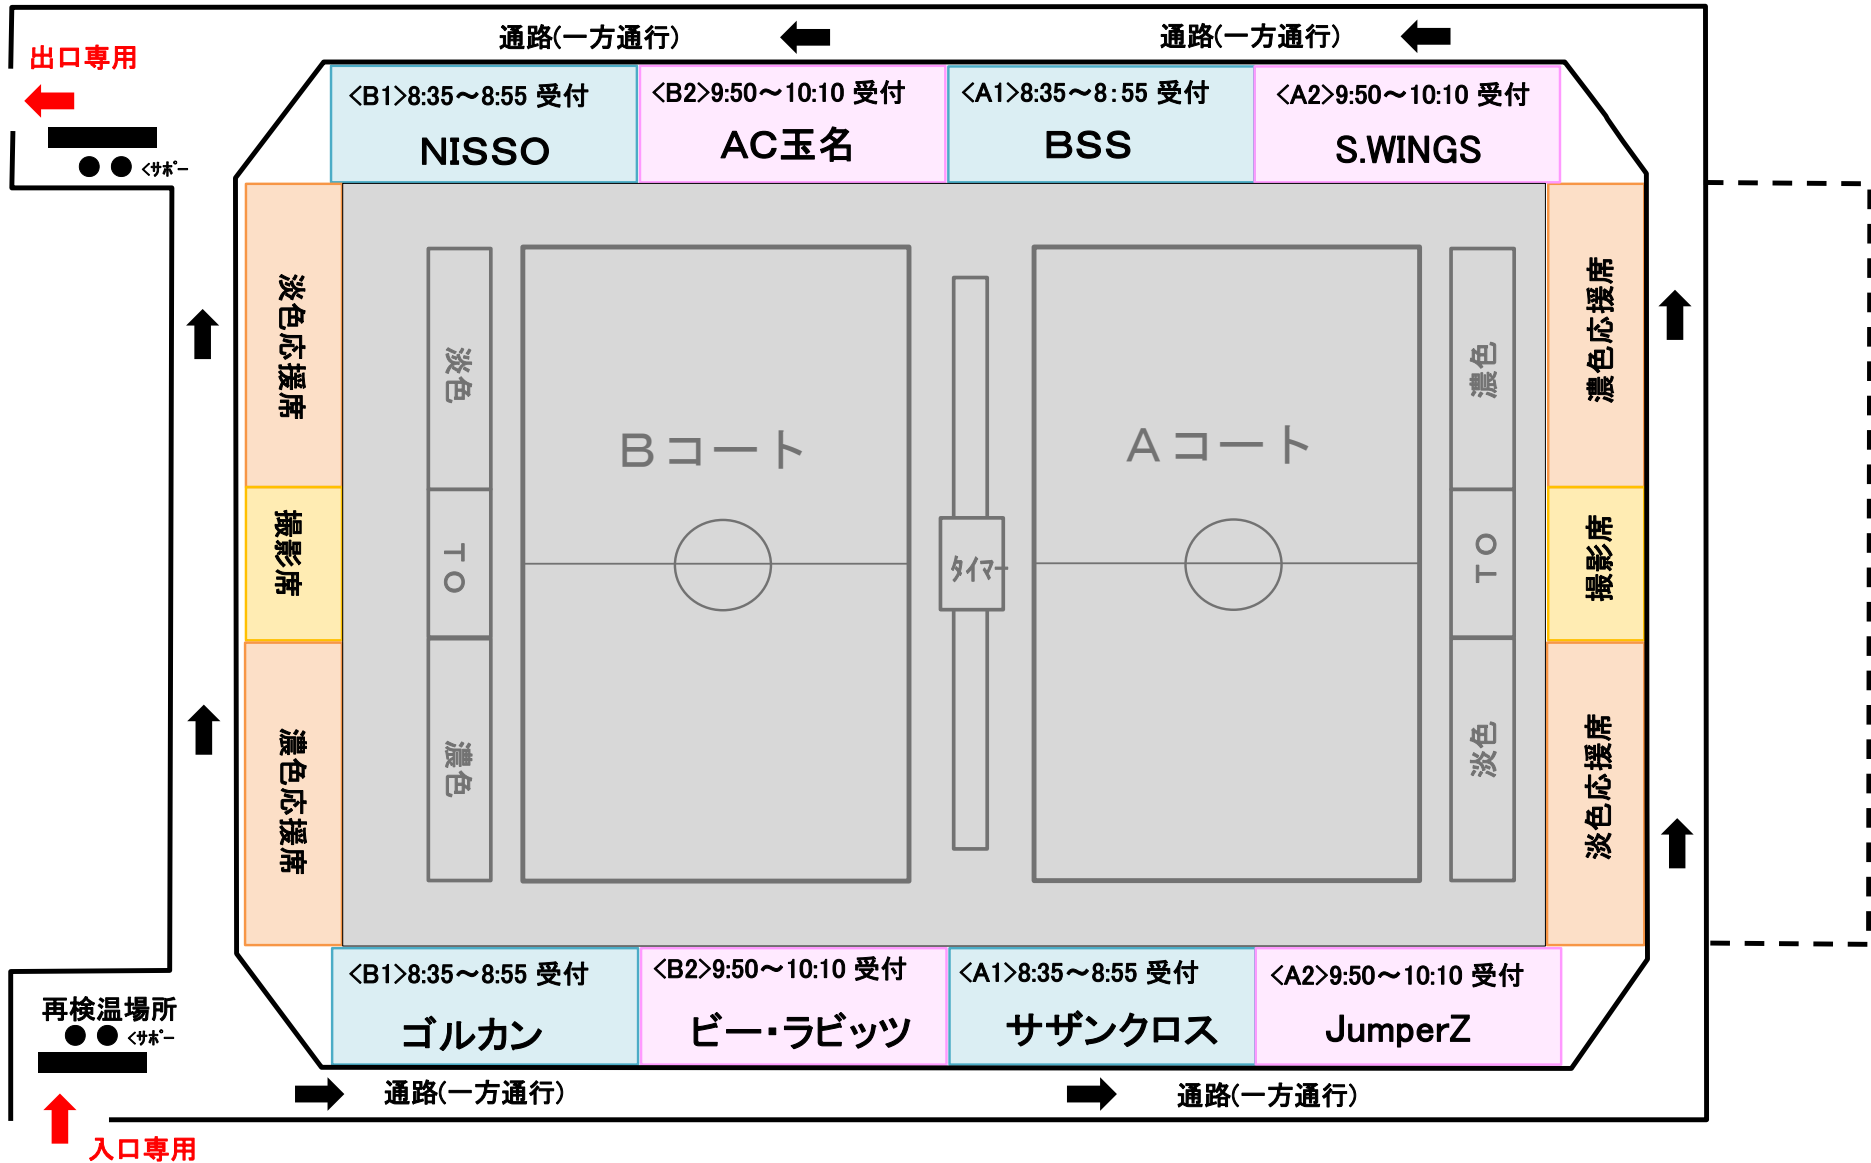 通路(一方通行)
通路(一方通行)
出口専用
<B1>8:35～8:55 受付
<B2>9:50～10:10 受付
<A1>8:35～8:55 受付
<A2>9:50～10:10 受付
NISSO
AC玉名
BSS
S.WINGS
<サポー
淡色応援席
淡色
Bコート
Aコート
濃色
濃色応援席
撮影席
TO
タイマー
TO
撮影席
濃色応援席
濃色
淡色
淡色応援席
<B1>8:35～8:55 受付
<B2>9:50～10:10 受付
<A1>8:35～8:55 受付
<A2>9:50～10:10 受付
ゴルカン
ビー・ラビッツ
サザンクロス
JumperZ
再検温場所
<サポー
通路(一方通行)
通路(一方通行)
入口専用